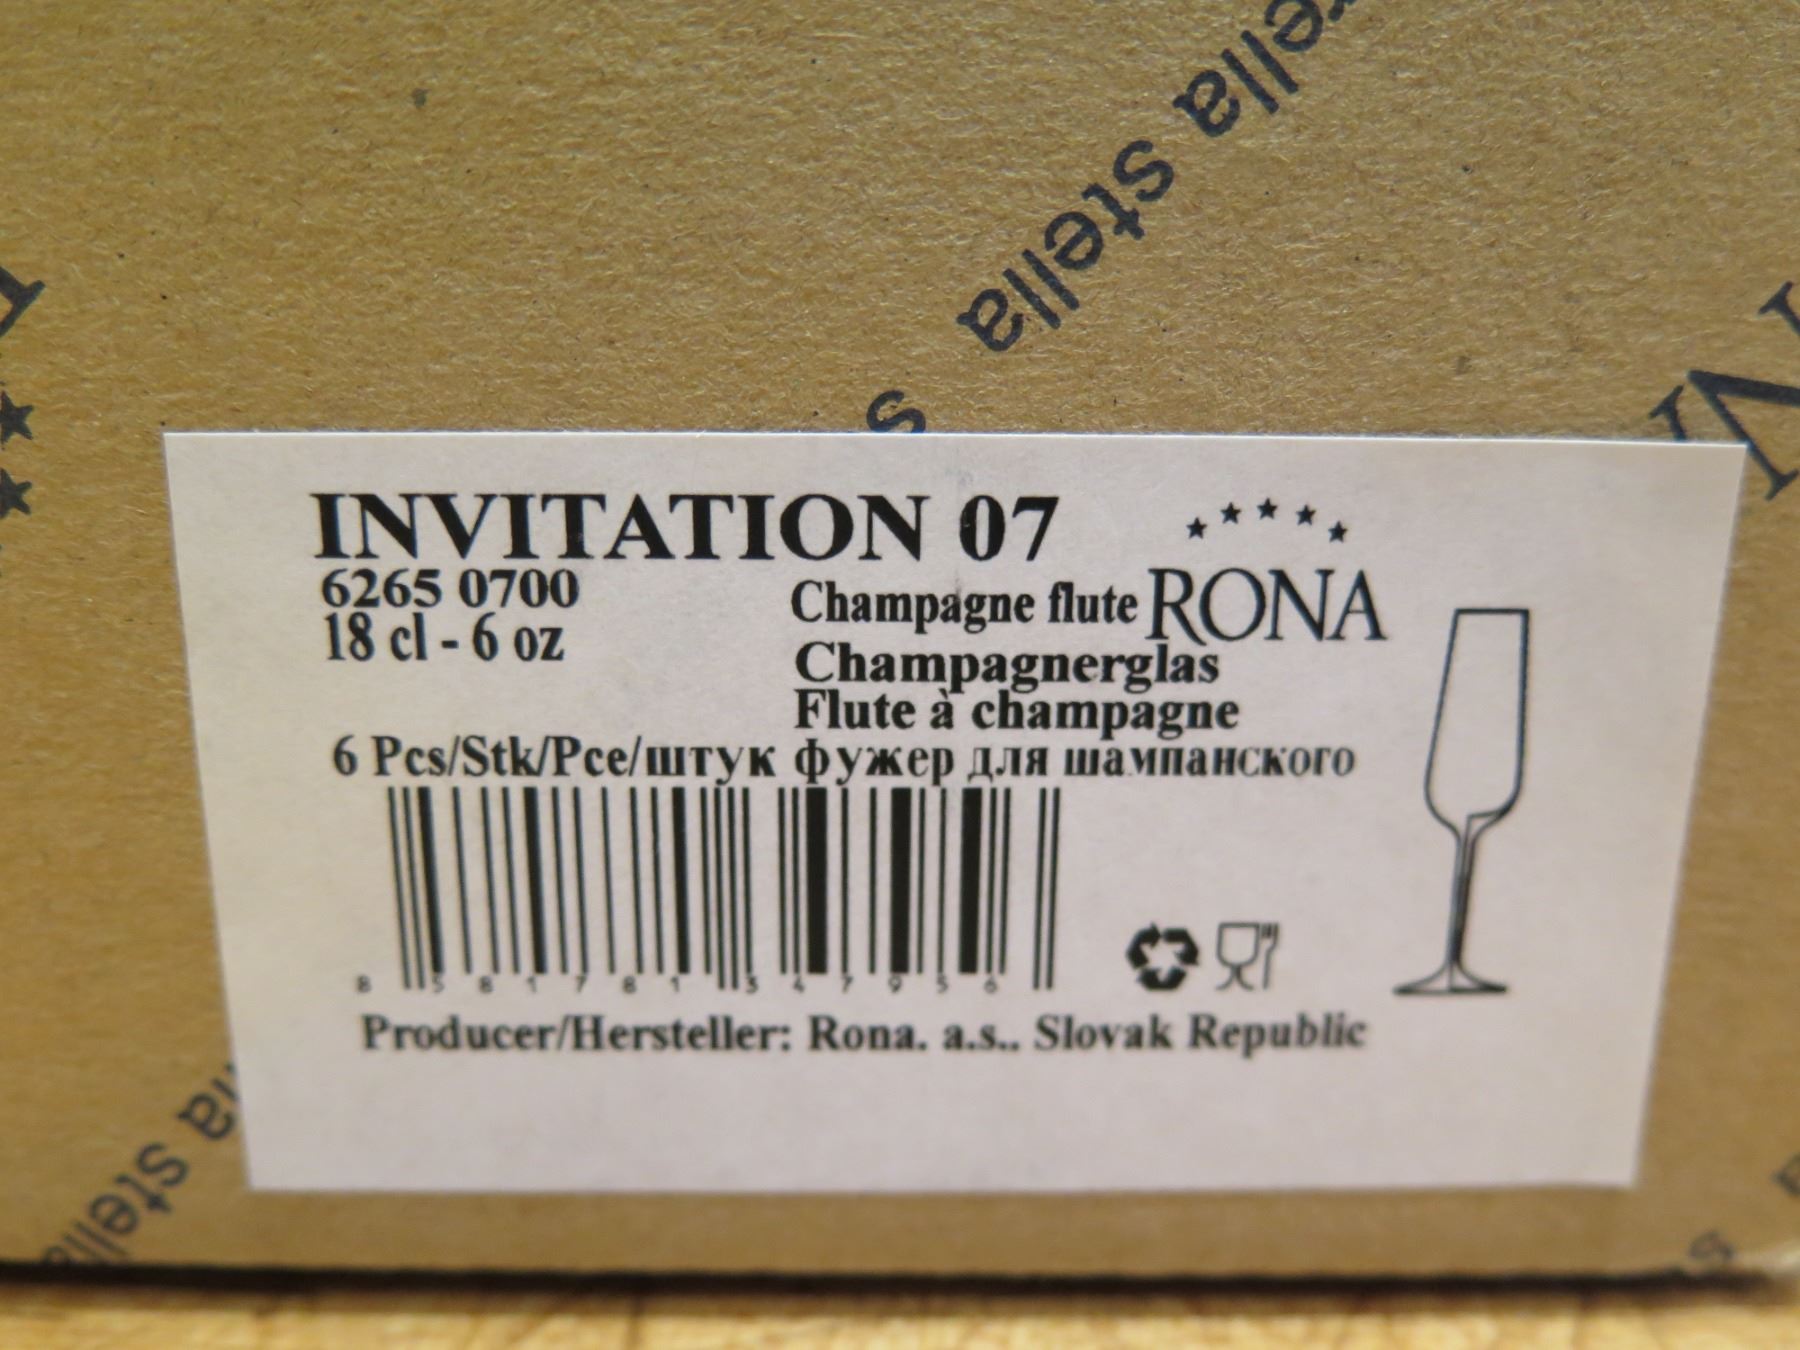 stella stella
INVITATION 07
6265 0700
18 cl - 6 oz
Champagne flute
RONA
Champagnerglas
Flute à champagne
6 Pcs/Stk/Pce/штук фужер для шампанского
8 581781 347956
Producer/Hersteller: Rona. a.s.. Slovak Republic
stella